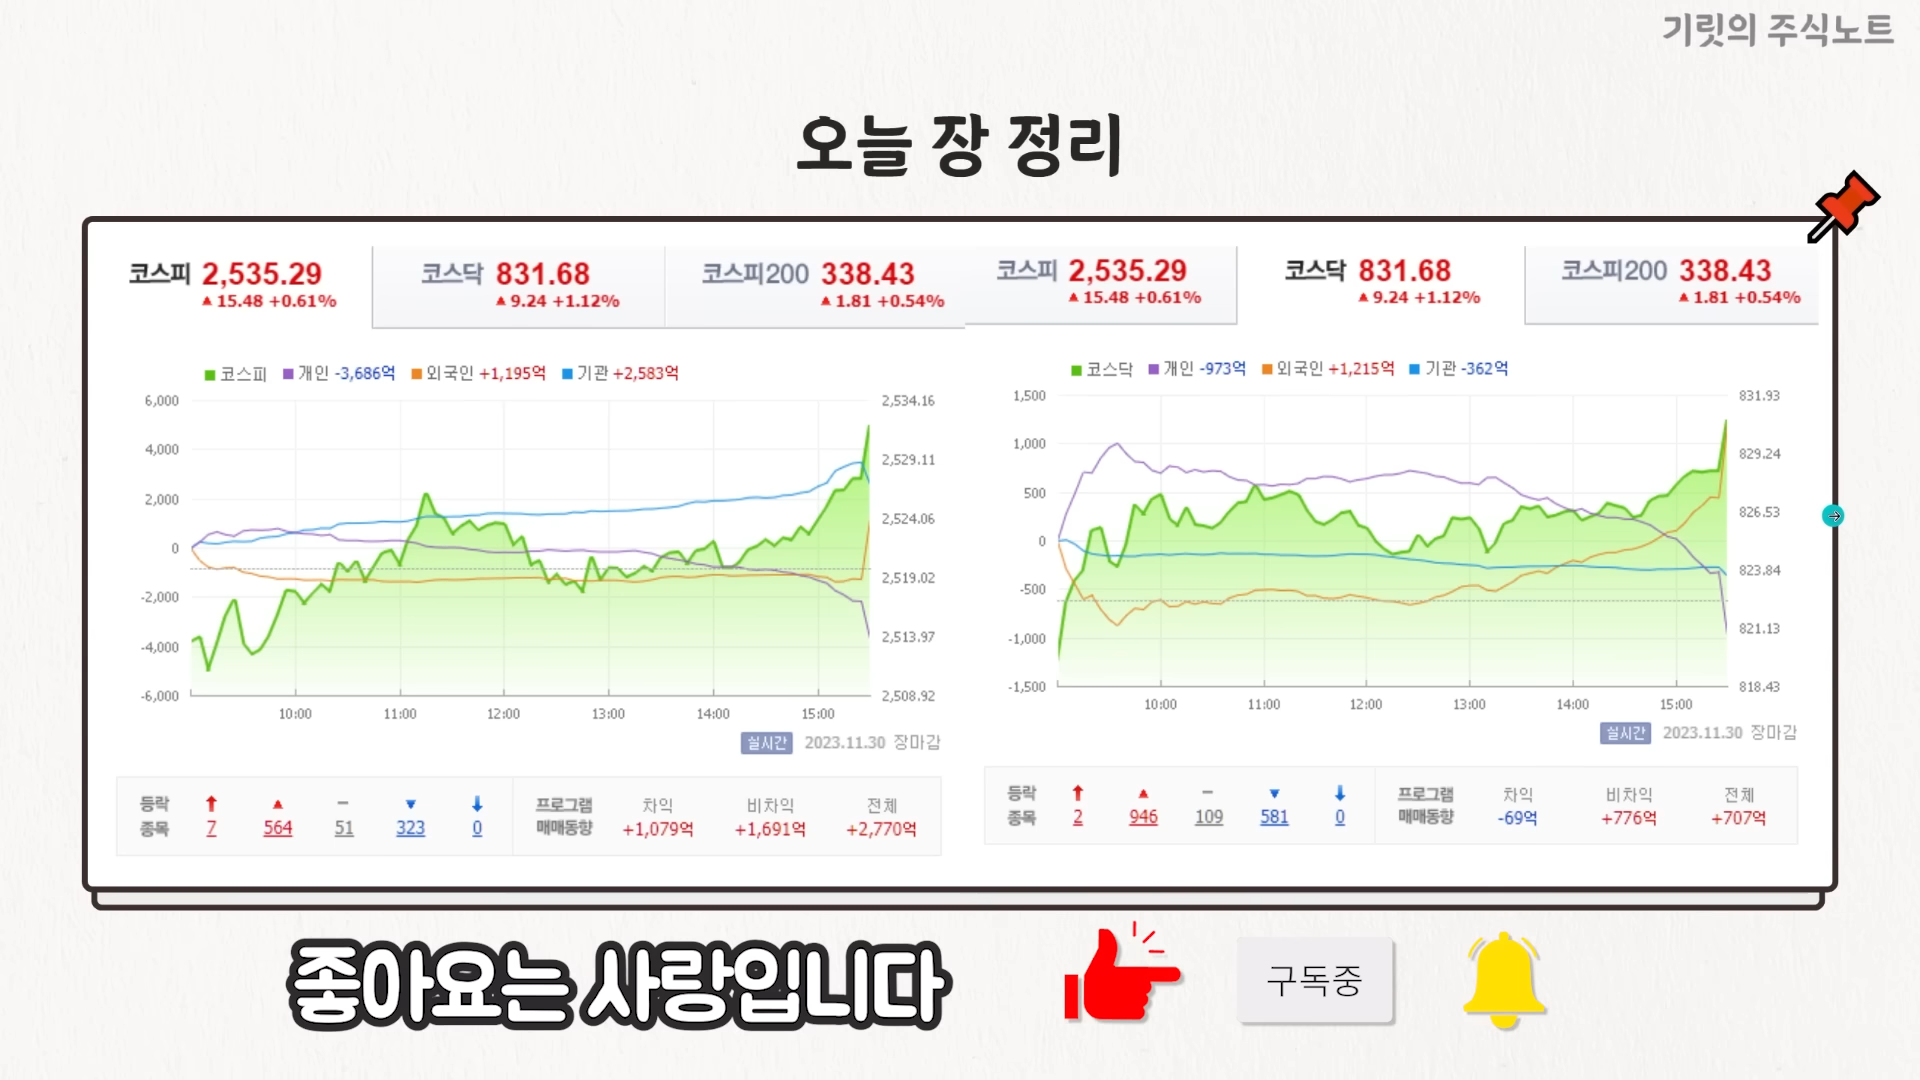 기릿의 주식노트
오늘 장 정리
코스피 2,535.29
▲ 15.48 +0.61%
코스닥 831.68
▲ 9.24 +1.12%
코스피200 338.43
▲ 1.81 +0.54%
■ 코스피 ■ 개인 -3,686억 ■ 외국인 +1,195억 ■ 기관 +2,583억
6,000
4,000
2,000
0
-2,000
-4,000
-6,000
2,534.16
2,529.11
2,524.06
2,519.02
2,513.97
2,508.92
10:00 11:00 12:00 13:00 14:00 15:00
실시간 2023.11.30 장마감
등락 ↑ ▲ − ▼ ↓
종목 7 564 51 323 0
프로그램 차익 비차익 전체
매매동향 +1,079억 +1,691억 +2,770억
코스피 2,535.29
▲ 15.48 +0.61%
코스닥 831.68
▲ 9.24 +1.12%
코스피200 338.43
▲ 1.81 +0.54%
■ 코스닥 ■ 개인 -973억 ■ 외국인 +1,215억 ■ 기관 -362억
1,500
1,000
500
0
-500
-1,000
-1,500
831.93
829.24
826.53
823.84
821.13
818.43
10:00 11:00 12:00 13:00 14:00 15:00
실시간 2023.11.30 장마감
등락 ↑ ▲ − ▼ ↓
종목 2 946 109 581 0
프로그램 차익 비차익 전체
매매동향 -69억 +776억 +707억
좋아요는 사랑입니다
구독중